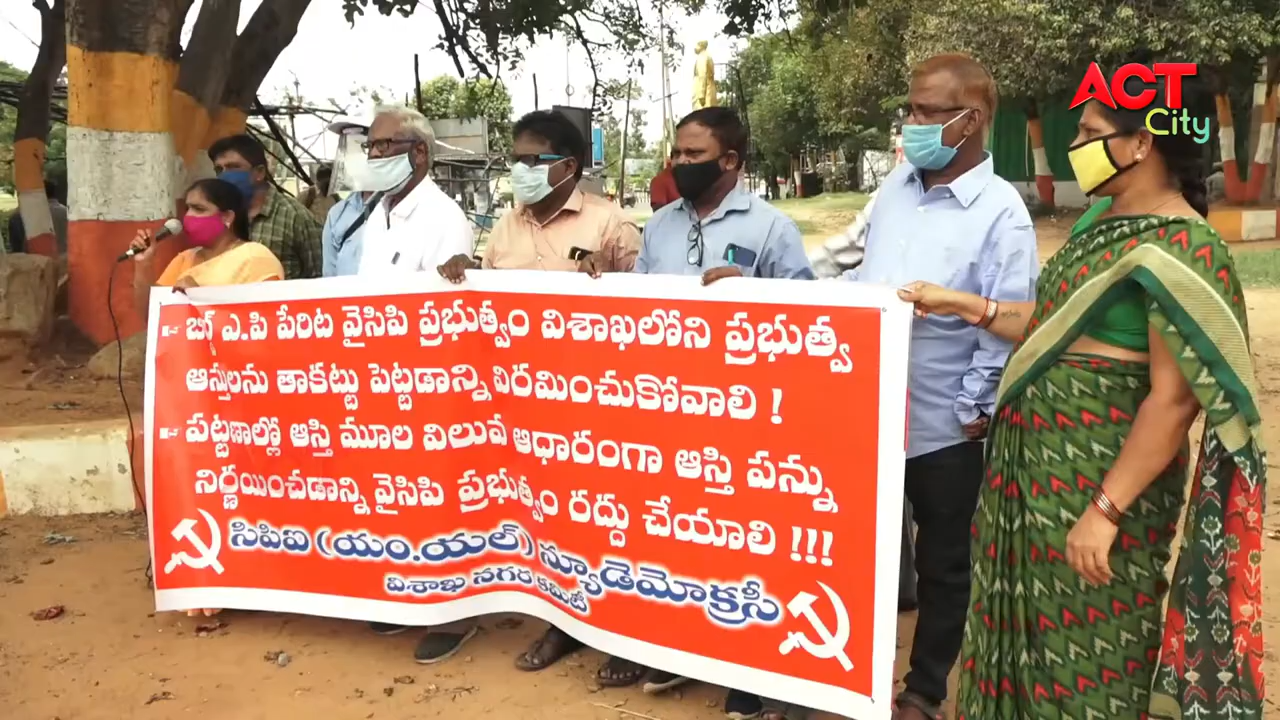 ACT
City
బిగ్ ఎ.పి పేరిట వైసిపి ప్రభుత్వం విశాఖలోని ప్రభుత్వ
ఆస్తులను తాకట్టు పెట్టడాన్ని విరమించుకోవాలి !
పట్టణాల్లో ఆస్తి మూల విలువే ఆధారంగా ఆస్తి పన్ను
నిర్ణయించడాన్ని వైసిపి ప్రభుత్వం రద్దు చేయాలి !!!
సిపిఐ (యం.యల్) న్యూడెమోక్రసీ
విశాఖ నగర కమిటీ